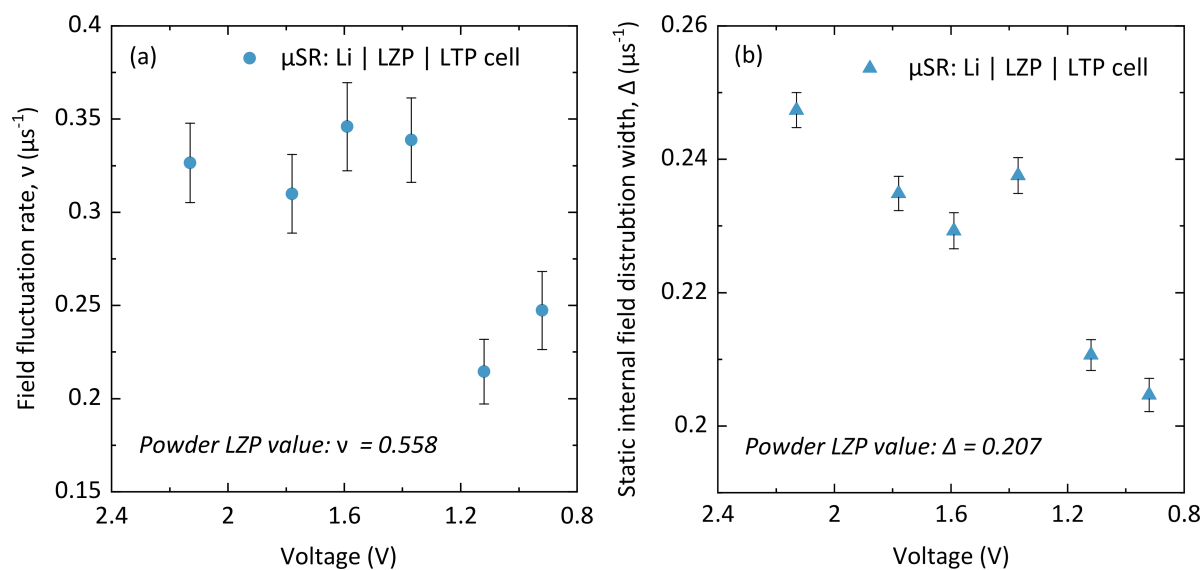 (a)
μSR: Li | LZP | LTP cell
Field fluctuation rate, ν (μs⁻¹)
0.4
0.35
0.3
0.25
0.2
0.15
Powder LZP value: ν = 0.558
2.4 2 1.6 1.2 0.8
Voltage (V)
(b)
μSR: Li | LZP | LTP cell
Static internal field distrubtion width, Δ (μs⁻¹)
0.26
0.24
0.22
0.2
Powder LZP value: Δ = 0.207
2.4 2 1.6 1.2 0.8
Voltage (V)